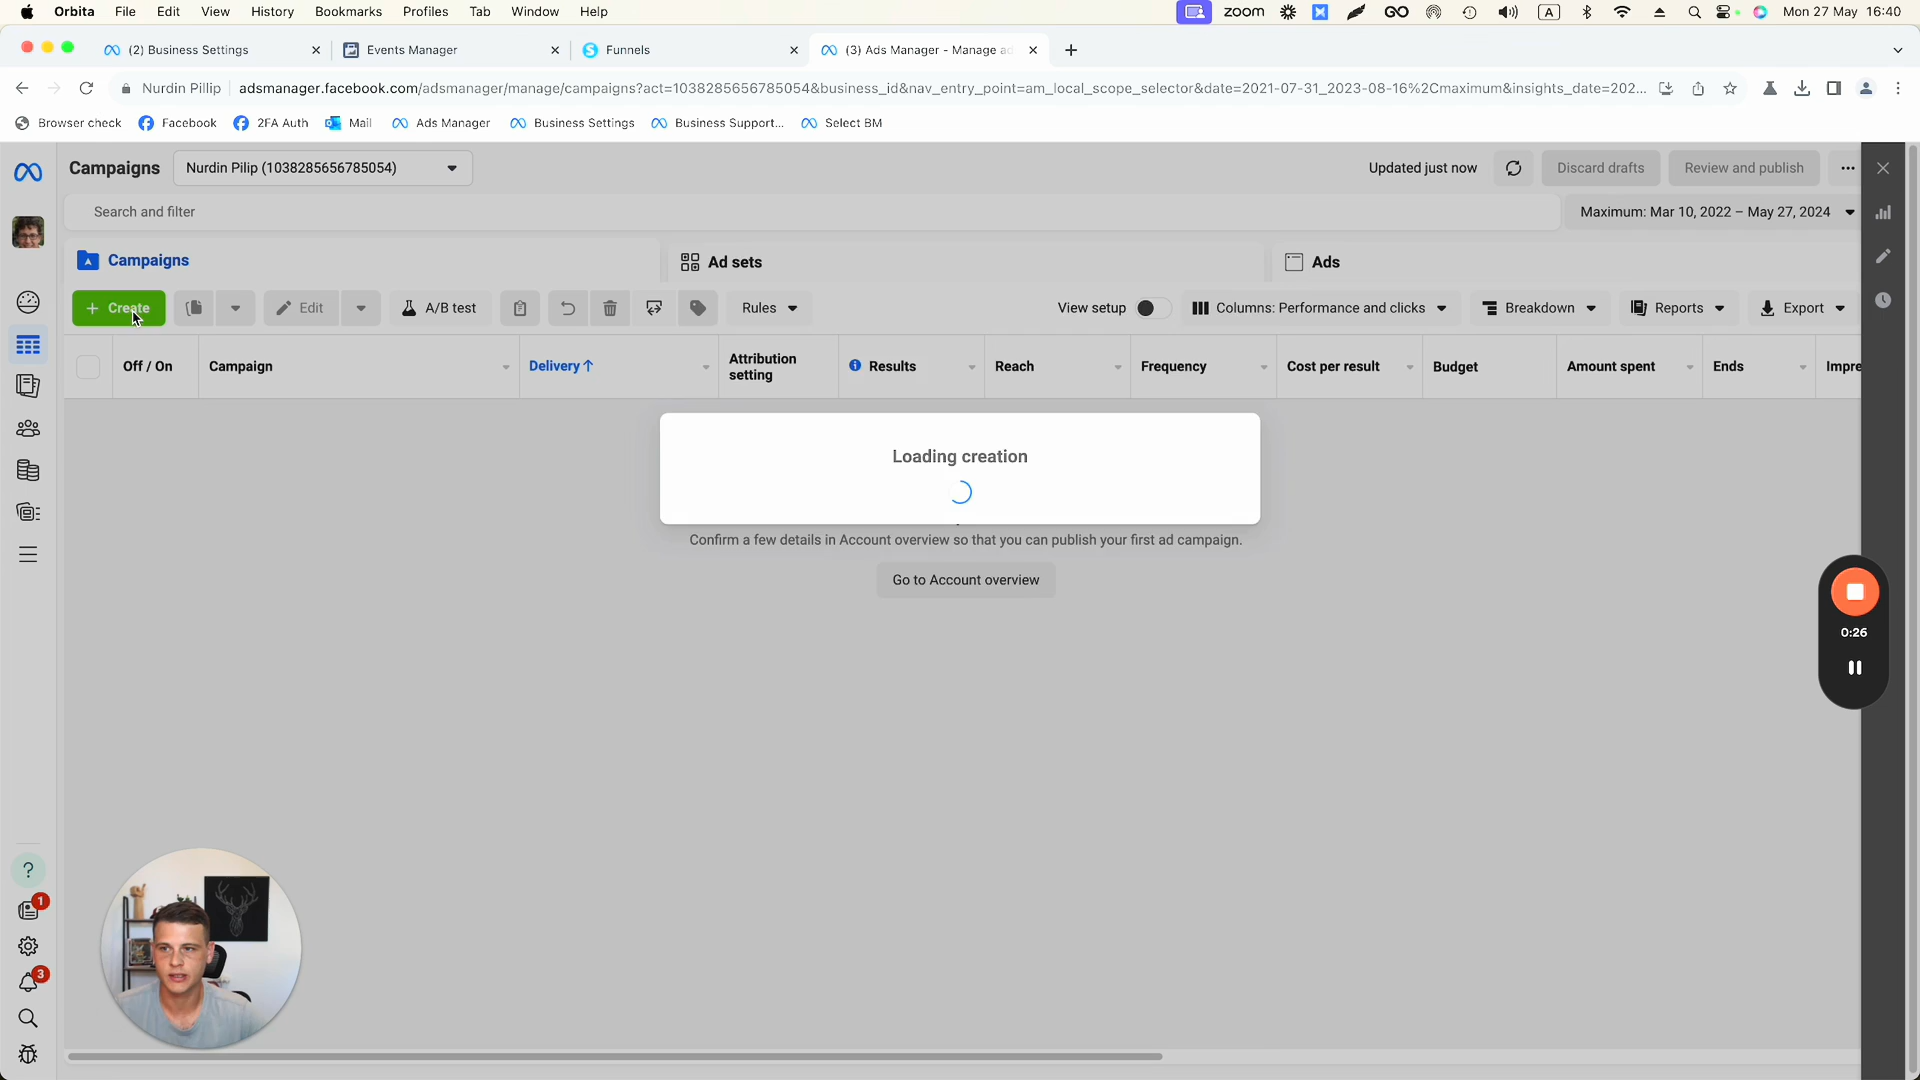 Orbita File Edit View History Bookmarks Profiles Tab Window Help zoom A Mon 27 May 16:40
(2) Business Settings Events Manager Funnels (3) Ads Manager - Manage ad
Nurdin Pillip adsmanager.facebook.com/adsmanager/manage/campaigns?act=1038285656785054&business_id&nav_entry_point=am_local_scope_selector&date=2021-07-31_2023-08-16%2Cmaximum&insights_date=202...
Browser check Facebook 2FA Auth Mail Ads Manager Business Settings Business Support... Select BM
Campaigns Nurdin Pilip (1038285656785054) Updated just now Discard drafts Review and publish
Search and filter Maximum: Mar 10, 2022 – May 27, 2024
Campaigns Ad sets Ads
+ Create Edit A/B test Rules View setup Columns: Performance and clicks Breakdown Reports Export
Off / On Campaign Delivery ↑ Attribution setting Results Reach Frequency Cost per result Budget Amount spent Ends Impre
Loading creation
Confirm a few details in Account overview so that you can publish your first ad campaign.
Go to Account overview
0:26
1
3